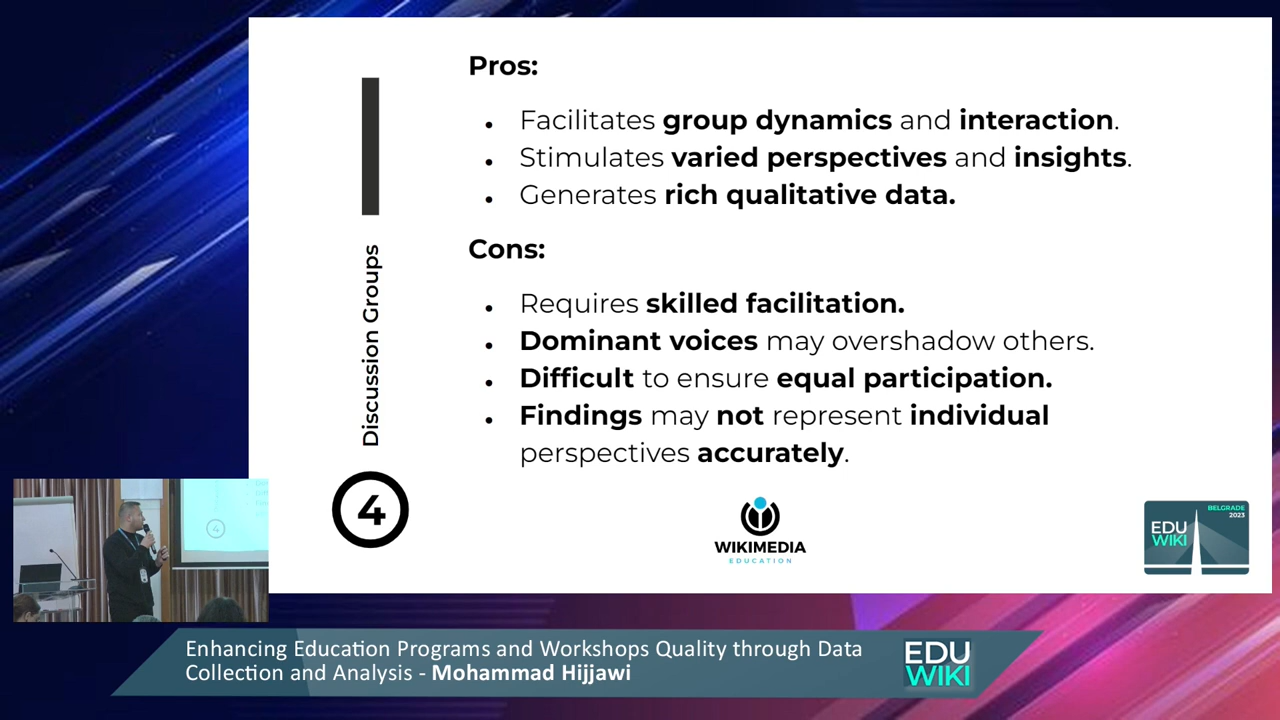 Pros:
Facilitates group dynamics and interaction.
Stimulates varied perspectives and insights.
Generates rich qualitative data.
Cons:
Requires skilled facilitation.
Dominant voices may overshadow others.
Difficult to ensure equal participation.
Findings may not represent individual
perspectives accurately.
Discussion Groups
4
WIKIMEDIA
EDUCATION
BELGRADE
2023
EDU
WIKI
4
Enhancing Education Programs and Workshops Quality through Data
Collection and Analysis - Mohammad Hijjawi
EDU
WIKI